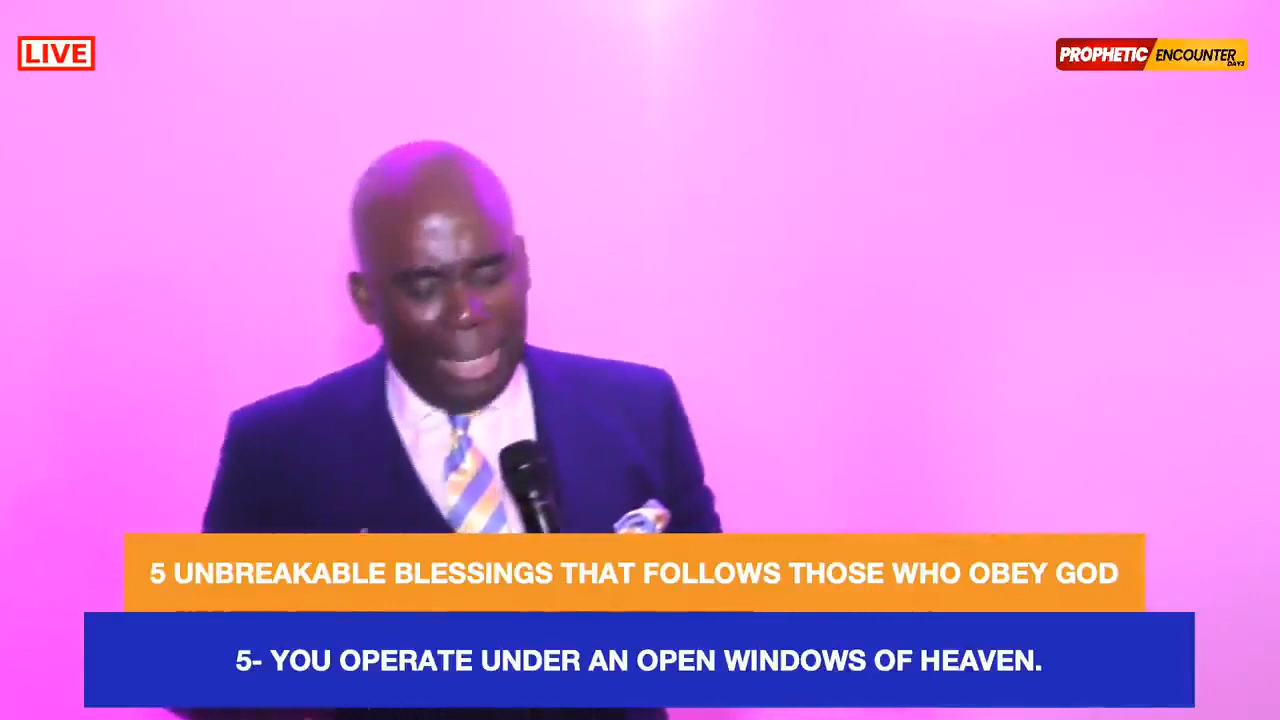 LIVE
PROPHETIC ENCOUNTER
DAYS
5 UNBREAKABLE BLESSINGS THAT FOLLOWS THOSE WHO OBEY GOD
5- YOU OPERATE UNDER AN OPEN WINDOWS OF HEAVEN.